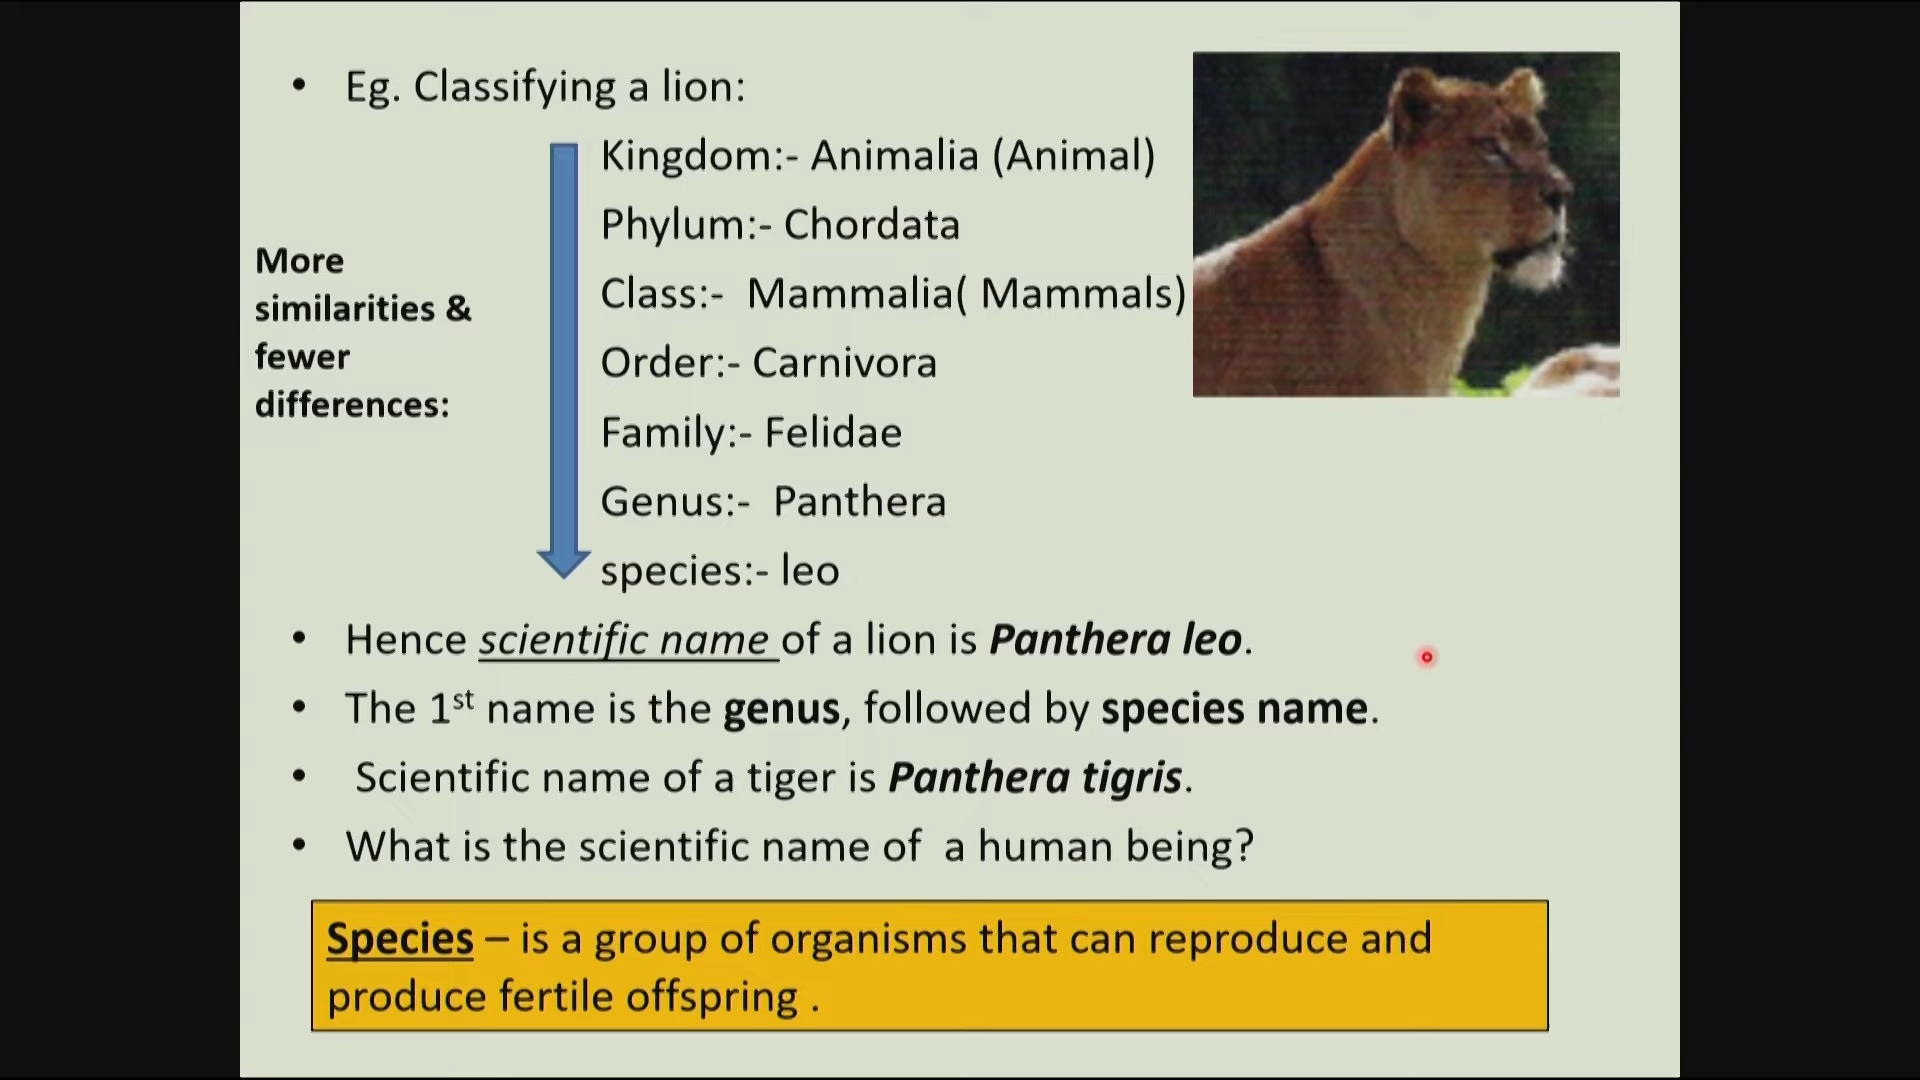 • Eg. Classifying a lion:
Kingdom:- Animalia (Animal)
Phylum:- Chordata
Class:-  Mammalia( Mammals)
Order:- Carnivora
Family:- Felidae
Genus:-  Panthera
species:- leo
More
similarities &
fewer
differences:
• Hence scientific name of a lion is Panthera leo.
• The 1st name is the genus, followed by species name.
• Scientific name of a tiger is Panthera tigris.
• What is the scientific name of  a human being?
Species – is a group of organisms that can reproduce and
produce fertile offspring .